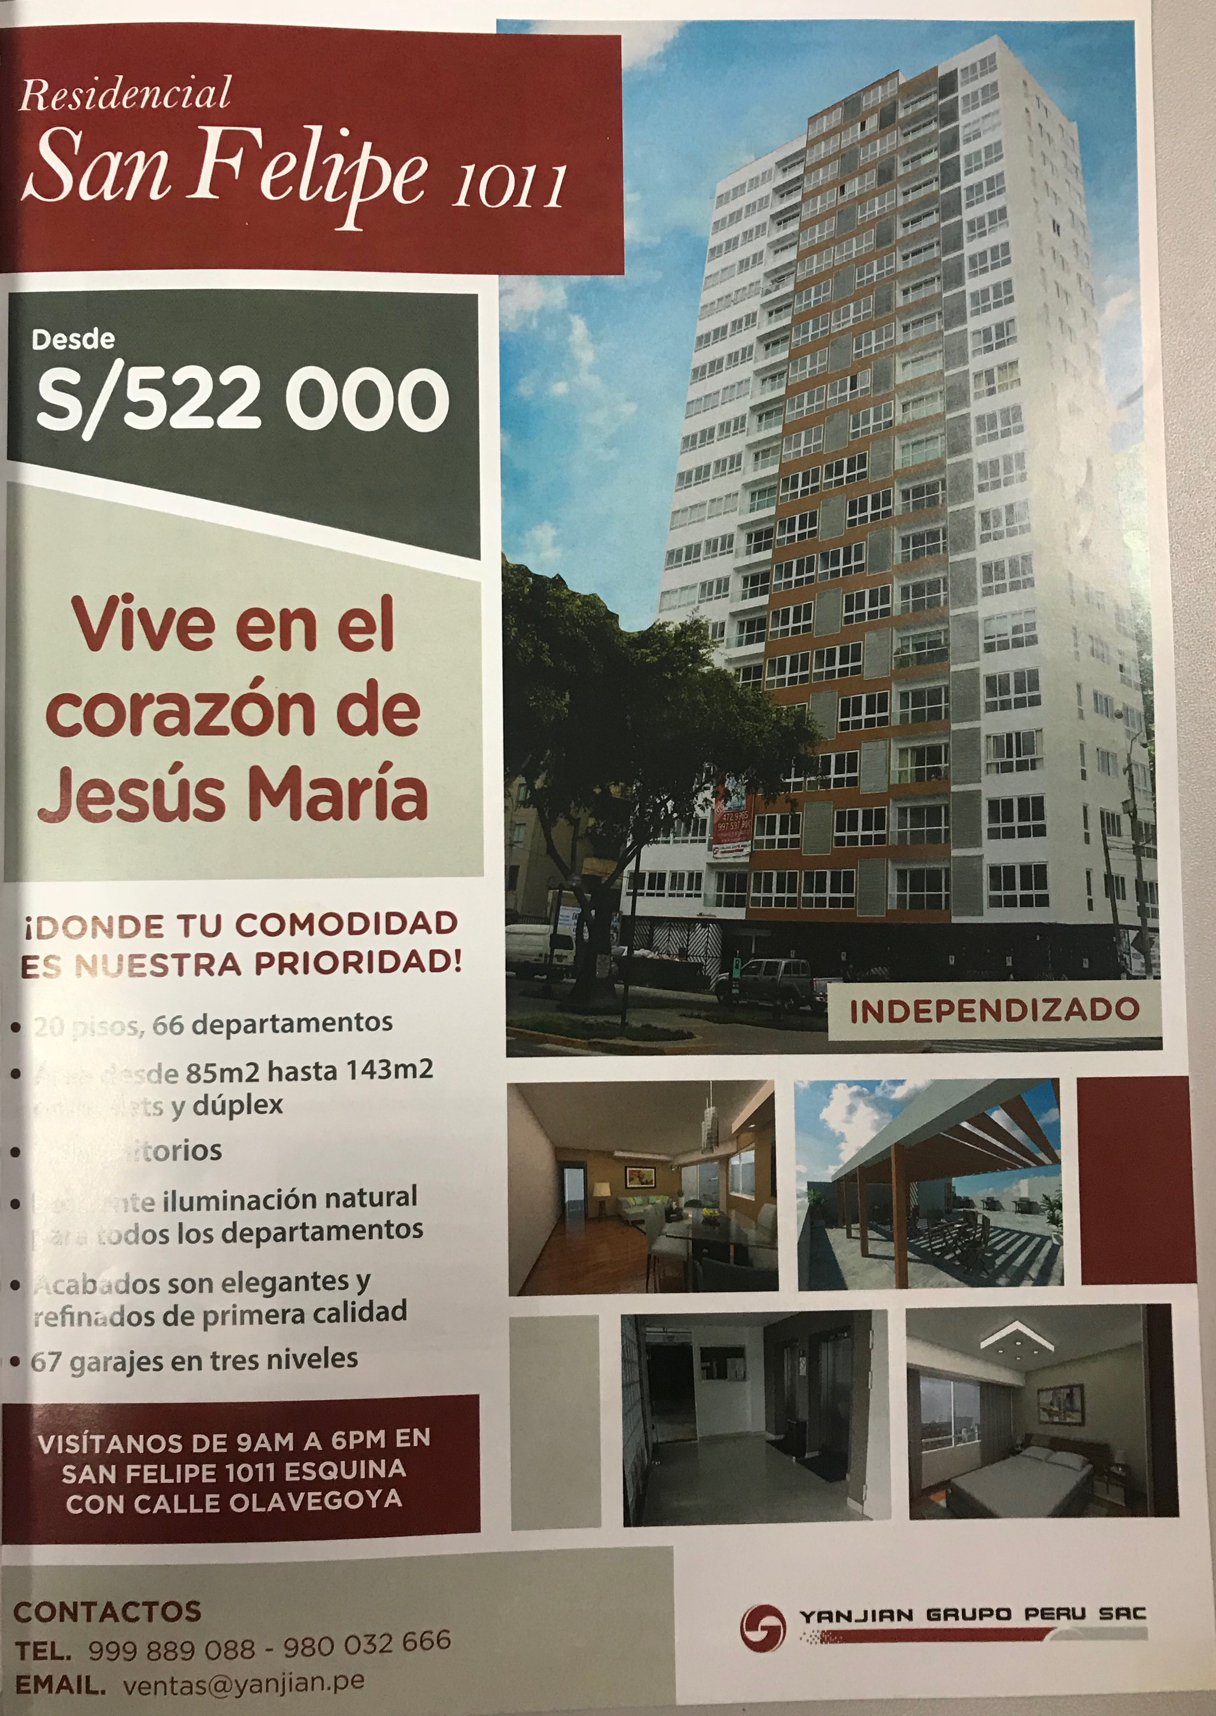 Residencial
San Felipe 1011
Desde
S/522 000
Vive en el
corazón de
Jesús María
¡DONDE TU COMODIDAD
ES NUESTRA PRIORIDAD!
• 20 pisos, 66 departamentos
• desde 85m2 hasta 143m2
y dúplex
•
• iluminación natural
para todos los departamentos
• Acabados son elegantes y
refinados de primera calidad
• 67 garajes en tres niveles
VISÍTANOS DE 9AM A 6PM EN
SAN FELIPE 1011 ESQUINA
CON CALLE OLAVEGOYA
CONTACTOS
TEL. 999 889 088 - 980 032 666
EMAIL. ventas@yanjian.pe
INDEPENDIZADO
YANJIAN GRUPO PERU SAC